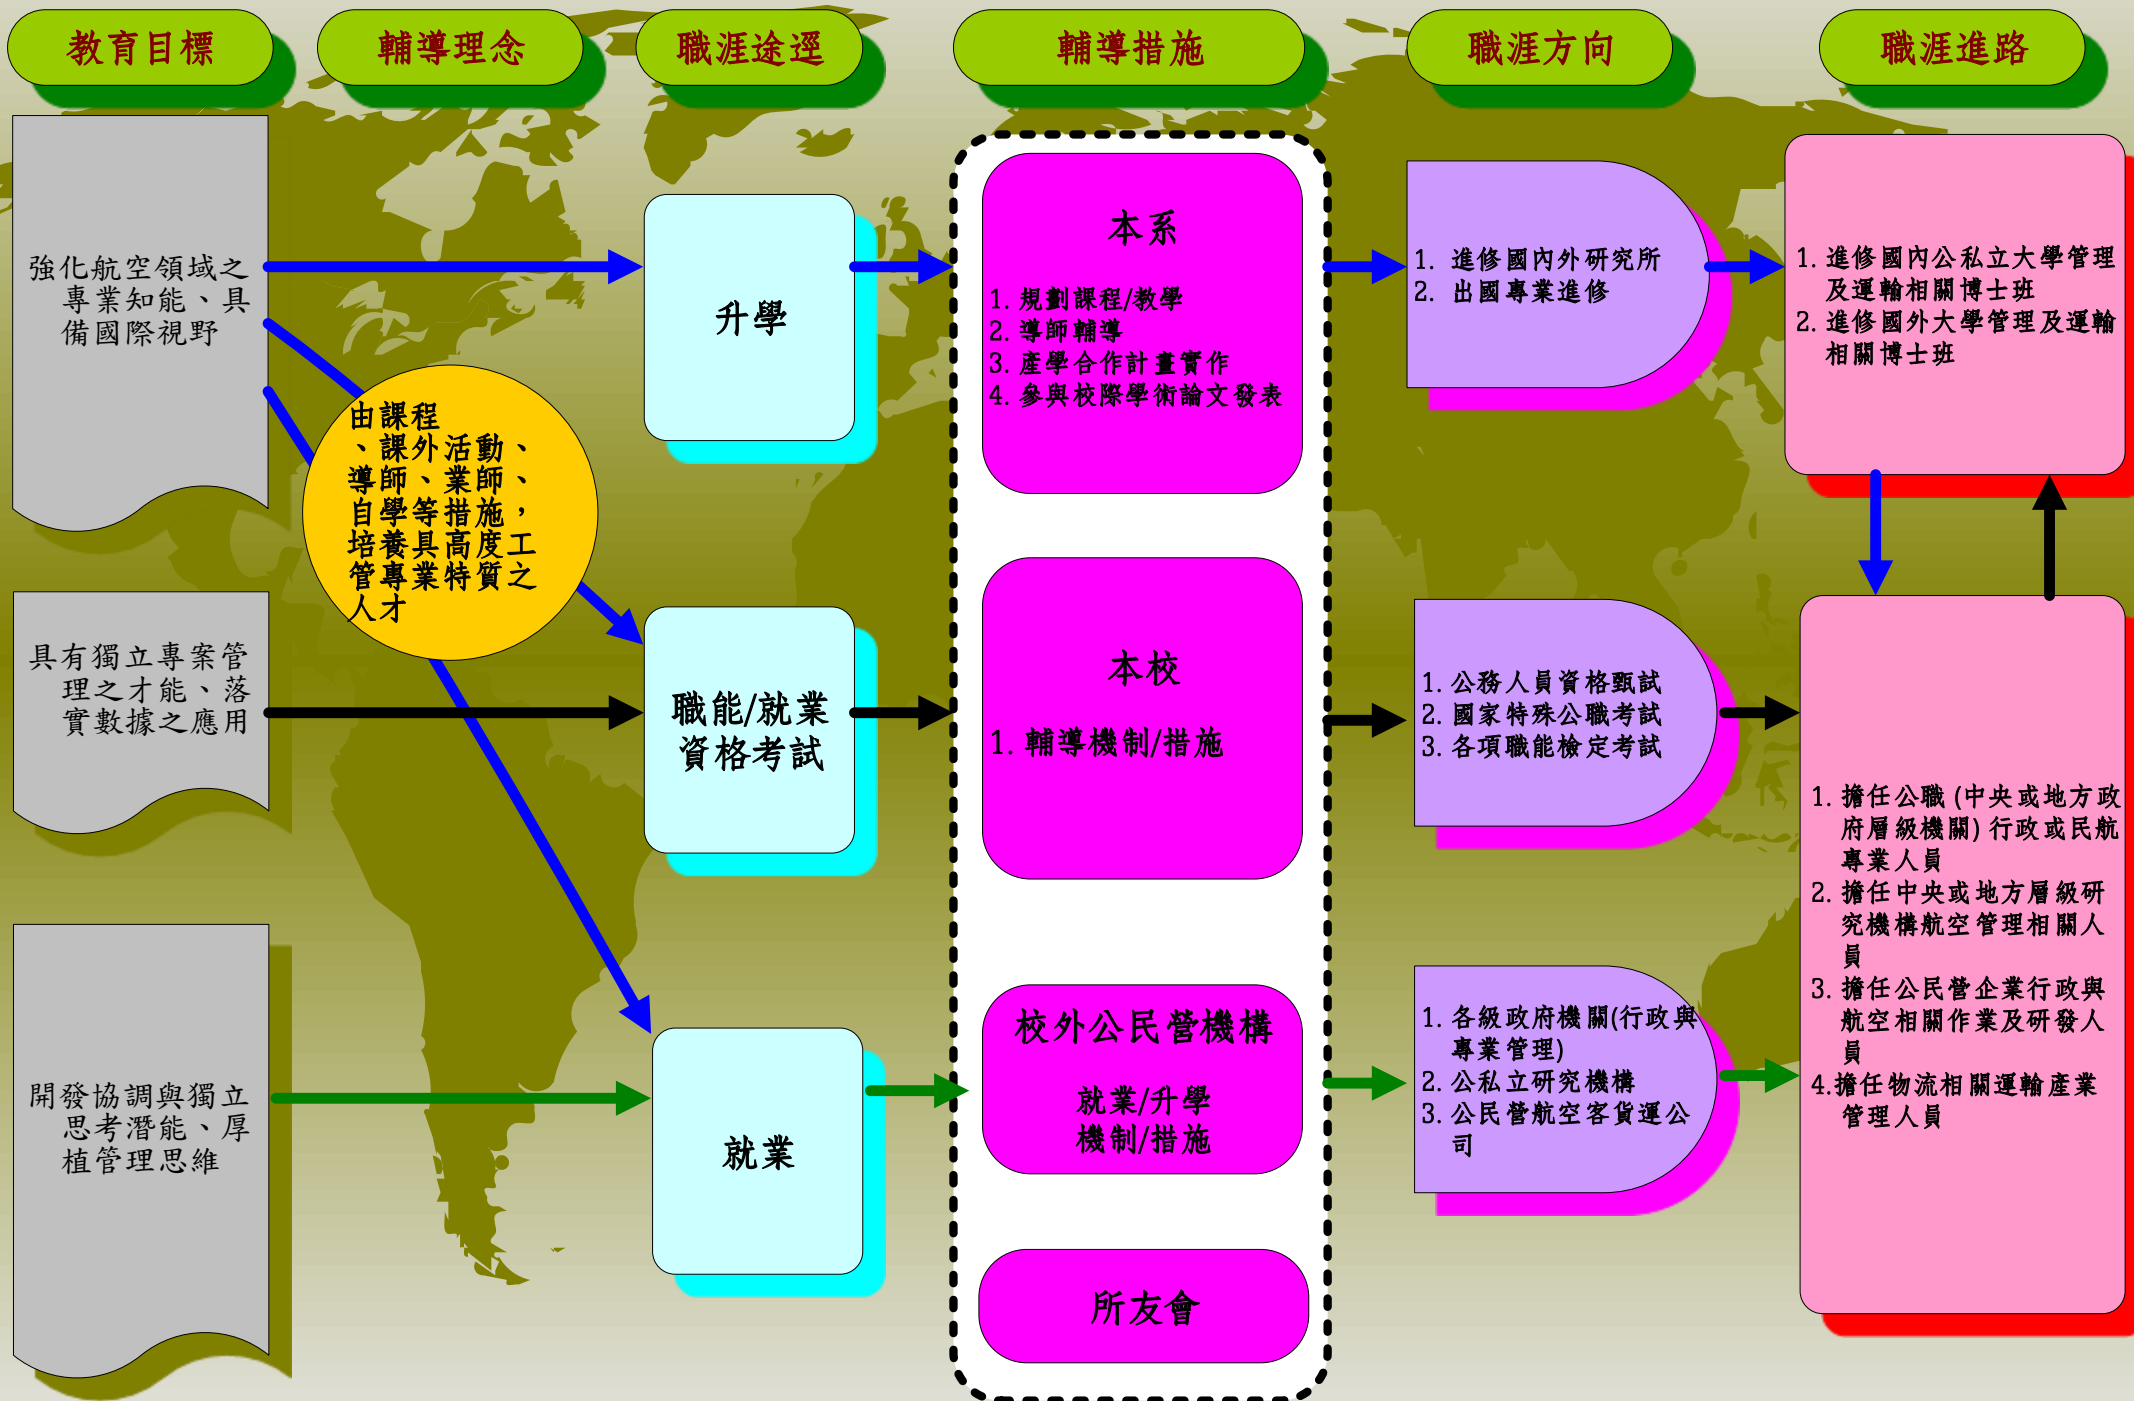 教育目標
輔導理念
職涯途逕
輔導措施
職涯方向
職涯進路
強化航空領域之
專業知能、具
備國際視野
具有獨立專案管
理之才能、落
實數據之應用
開發協調與獨立
思考潛能、厚
植管理思維
由課程
、課外活動、
導師、業師、
自學等措施，
培養具高度工
管專業特質之
人才
升學
職能/就業
資格考試
就業
本系
1. 規劃課程/教學
2. 導師輔導
3. 產學合作計畫實作
4. 參與校際學術論文發表
本校
1. 輔導機制/措施
校外公民營機構
就業/升學
機制/措施
所友會
1. 進修國內外研究所
2. 出國專業進修
1. 公務人員資格甄試
2. 國家特殊公職考試
3. 各項職能檢定考試
1. 各級政府機關(行政與
專業管理)
2. 公私立研究機構
3. 公民營航空客貨運公
司
1. 進修國內公私立大學管理
及運輸相關博士班
2. 進修國外大學管理及運輸
相關博士班
1. 擔任公職 (中央或地方政
府層級機關) 行政或民航
專業人員
2. 擔任中央或地方層級研
究機構航空管理相關人
員
3. 擔任公民營企業行政與
航空相關作業及研發人
員
4.擔任物流相關運輸產業
管理人員